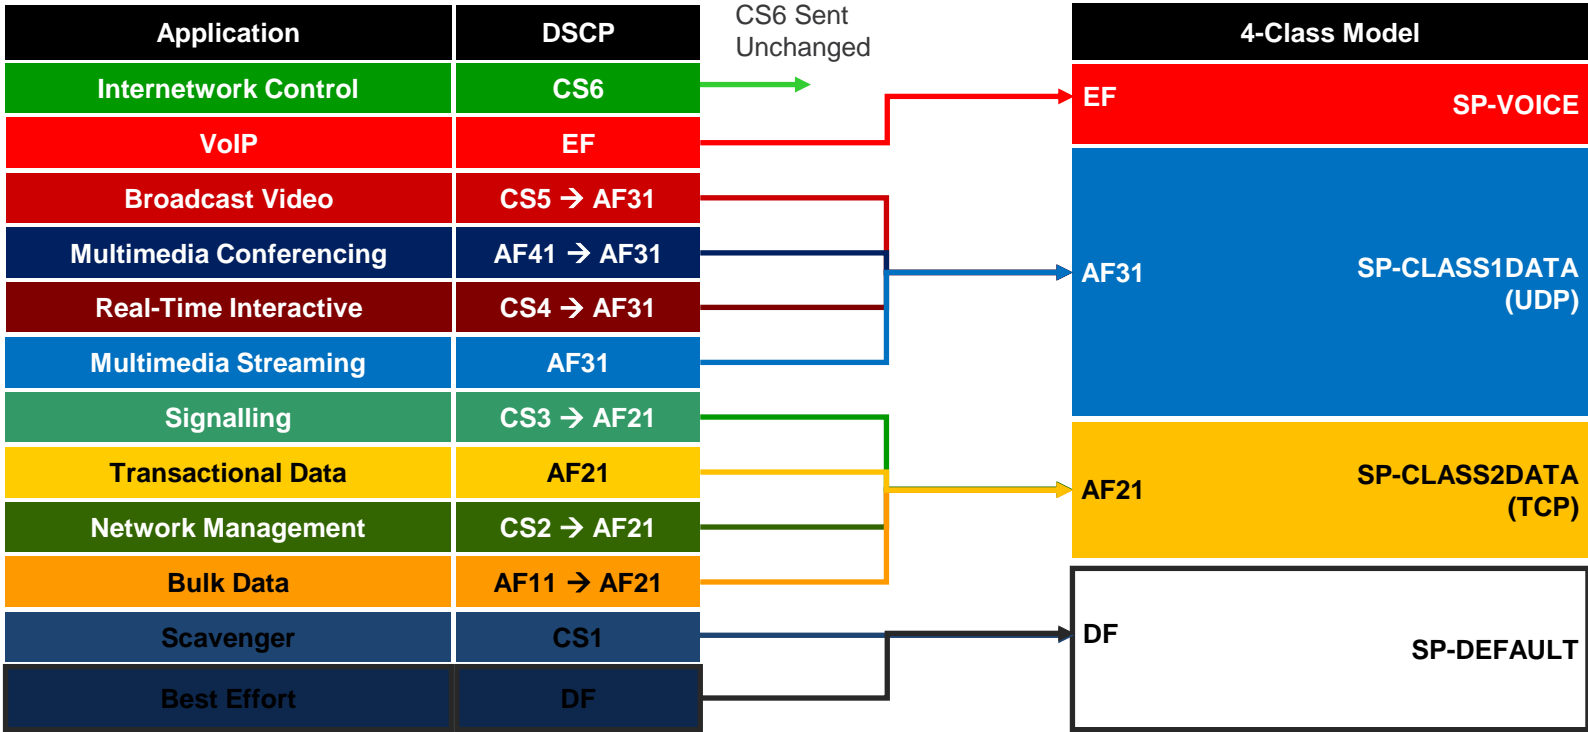 Application DSCP
CS6 Sent
Unchanged
4-Class Model
Internetwork Control CS6
VoIP EF
Broadcast Video CS5 → AF31
Multimedia Conferencing AF41 → AF31
Real-Time Interactive CS4 → AF31
Multimedia Streaming AF31
Signalling CS3 → AF21
Transactional Data AF21
Network Management CS2 → AF21
Bulk Data AF11 → AF21
Scavenger CS1
Best Effort DF
EF SP-VOICE
AF31 SP-CLASS1DATA
(UDP)
AF21 SP-CLASS2DATA
(TCP)
DF SP-DEFAULT